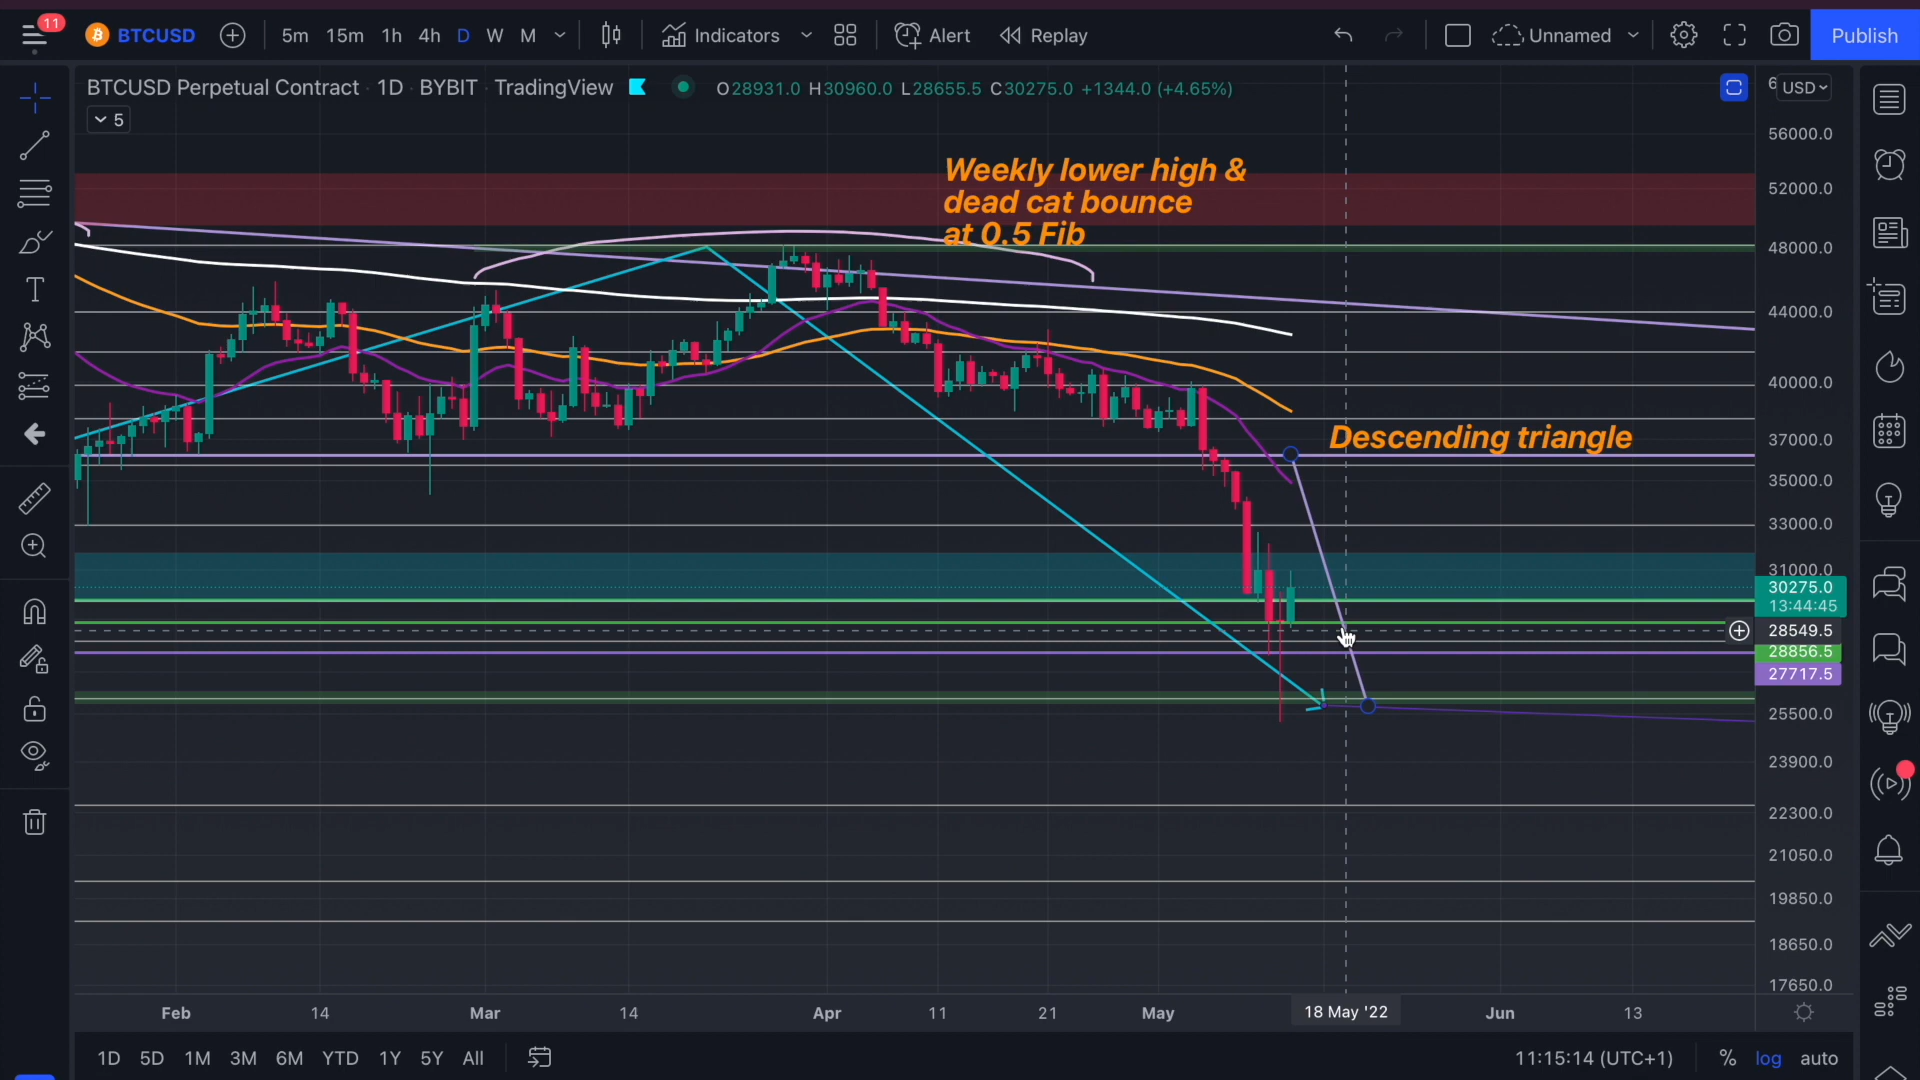 11
BTCUSD
5m 15m 1h 4h D W M
Indicators
Alert
Replay
Unnamed
Publish
BTCUSD Perpetual Contract · 1D · BYBIT · TradingView
O28931.0 H30960.0 L28655.5 C30275.0 +1344.0 (+4.65%)
USD
5
56000.0
Weekly lower high &
dead cat bounce
at 0.5 Fib
52000.0
48000.0
44000.0
40000.0
Descending triangle
37000.0
35000.0
33000.0
31000.0
30275.0
13:44:45
28549.5
28856.5
27717.5
25500.0
23900.0
22300.0
21050.0
19850.0
18650.0
17650.0
Feb 14 Mar 14 Apr 11 21 May 18 May '22 Jun 13
1D 5D 1M 3M 6M YTD 1Y 5Y All
11:15:14 (UTC+1) % log auto